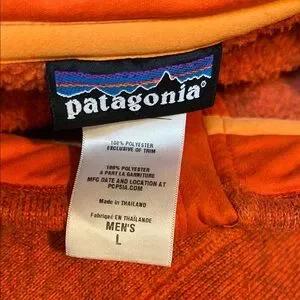 patagonia®
100% POLYESTER
EXCLUSIVE OF TRIM
100% POLYESTER
A PART LA GARNITURE
MFG DATE AND LOCATION AT
PCPSIA.COM
Made in THAILAND
Fabriqué EN THAÏLANDE
MEN'S
L